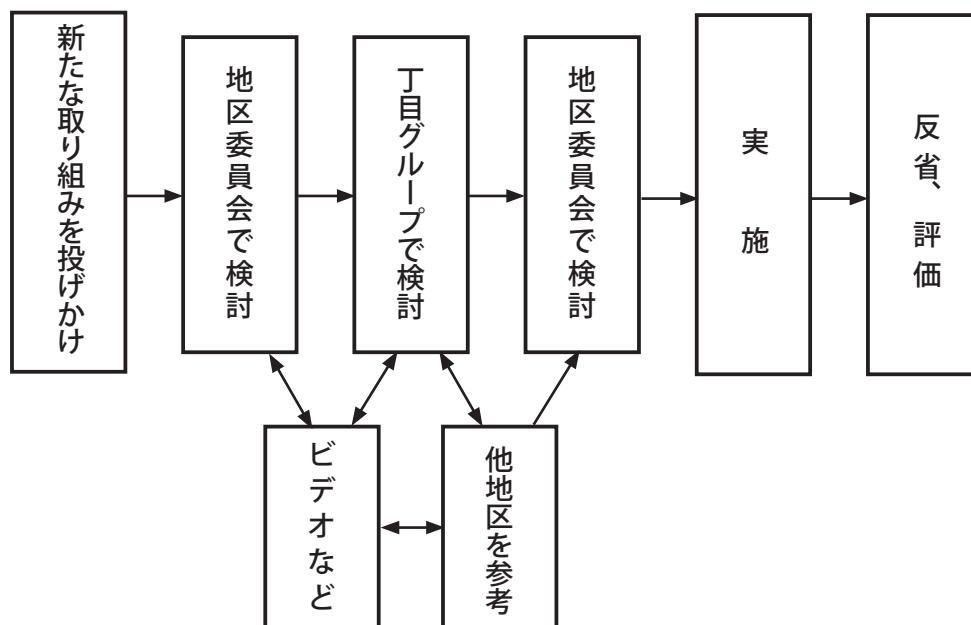 新たな取り組みを投げかけ
地区委員会で検討
丁目グループで検討
地区委員会で検討
実施
反省、評価
ビデオなど
他地区を参考